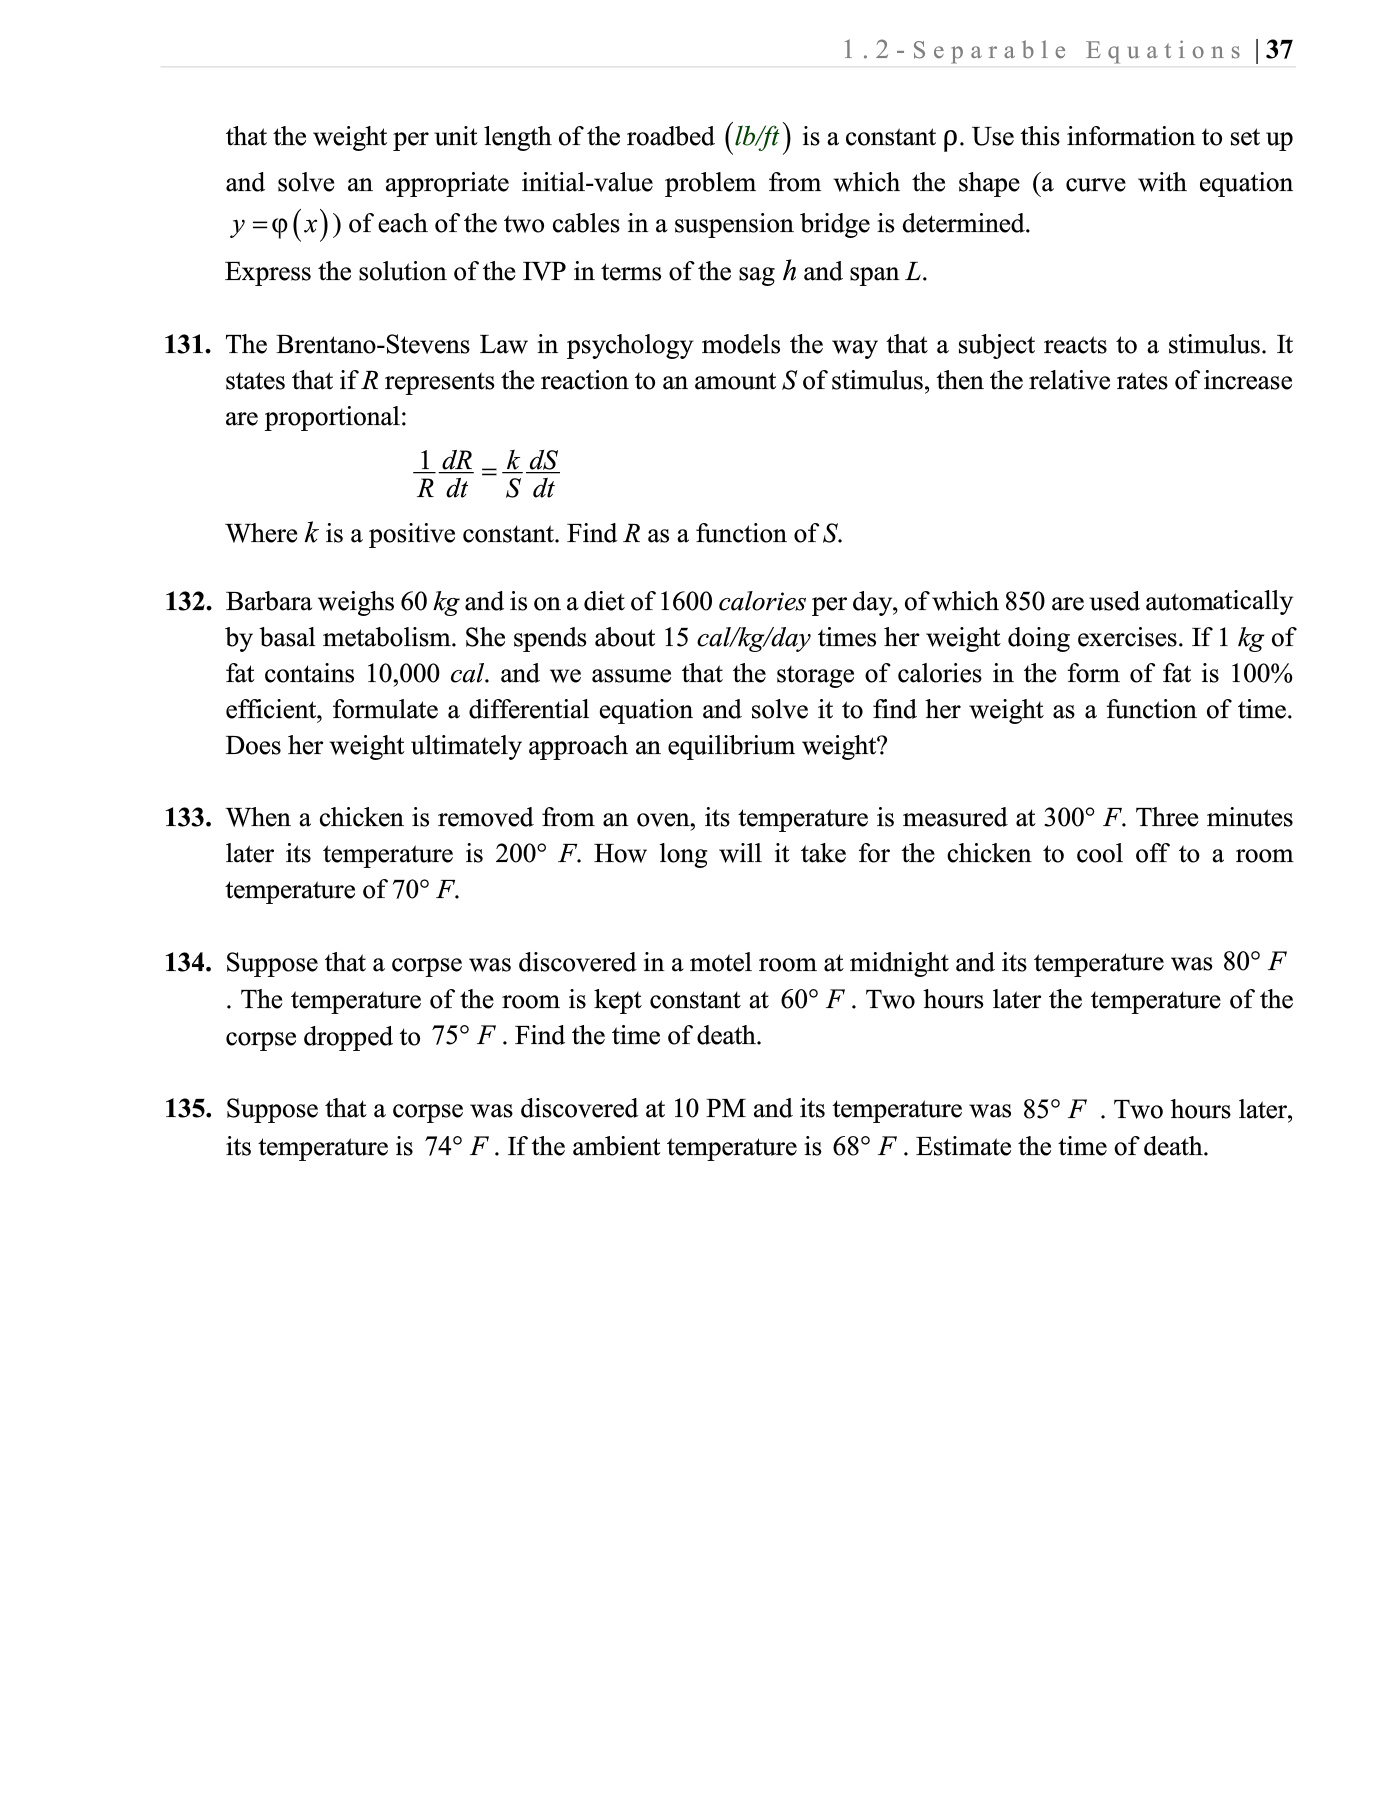 1.2-Separable Equations | 37
that the weight per unit length of the roadbed (lb/ft) is a constant ρ. Use this information to set up
and solve an appropriate initial-value problem from which the shape (a curve with equation
y = φ(x)) of each of the two cables in a suspension bridge is determined.
Express the solution of the IVP in terms of the sag h and span L.
131. The Brentano-Stevens Law in psychology models the way that a subject reacts to a stimulus. It
states that if R represents the reaction to an amount S of stimulus, then the relative rates of increase
are proportional:
1/R dR/dt = k/S dS/dt
Where k is a positive constant. Find R as a function of S.
132. Barbara weighs 60 kg and is on a diet of 1600 calories per day, of which 850 are used automatically
by basal metabolism. She spends about 15 cal/kg/day times her weight doing exercises. If 1 kg of
fat contains 10,000 cal. and we assume that the storage of calories in the form of fat is 100%
efficient, formulate a differential equation and solve it to find her weight as a function of time.
Does her weight ultimately approach an equilibrium weight?
133. When a chicken is removed from an oven, its temperature is measured at 300° F. Three minutes
later its temperature is 200° F. How long will it take for the chicken to cool off to a room
temperature of 70° F.
134. Suppose that a corpse was discovered in a motel room at midnight and its temperature was 80° F
. The temperature of the room is kept constant at 60° F . Two hours later the temperature of the
corpse dropped to 75° F . Find the time of death.
135. Suppose that a corpse was discovered at 10 PM and its temperature was 85° F . Two hours later,
its temperature is 74° F . If the ambient temperature is 68° F . Estimate the time of death.